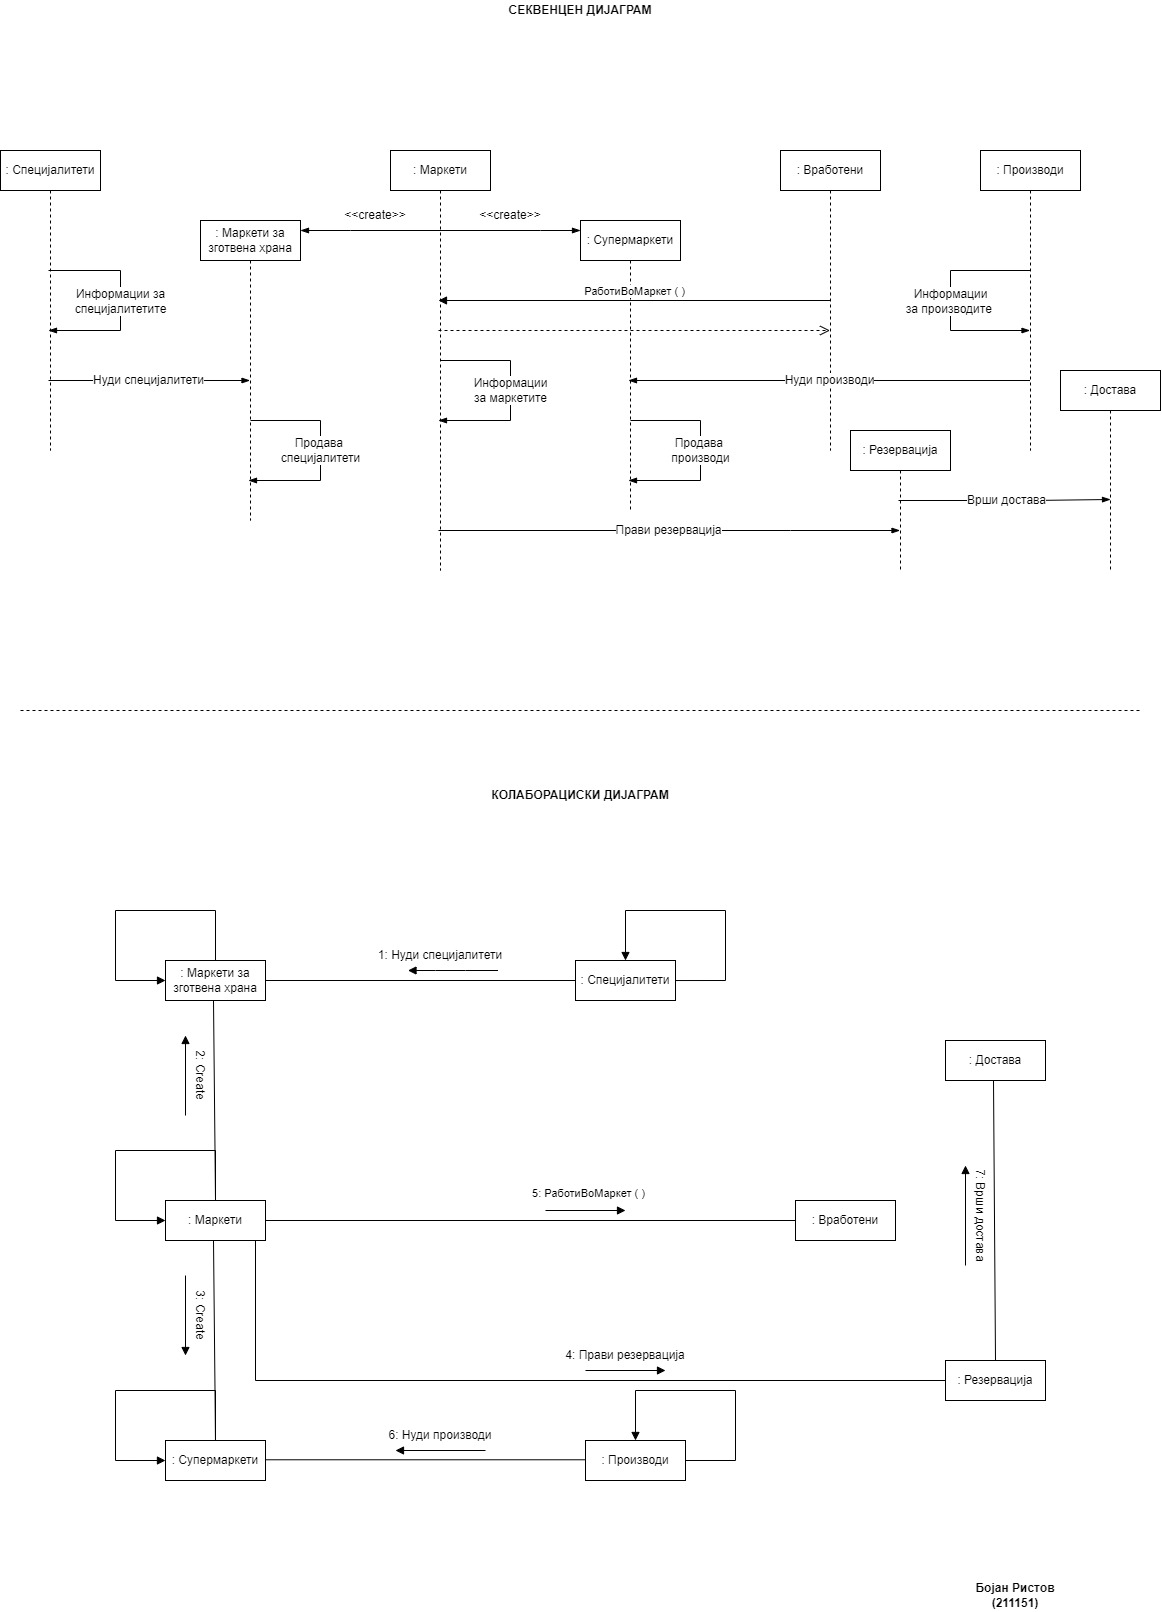 СЕКВЕНЦЕН ДИЈАГРАМ
: Специјалитети
: Маркети
: Вработени
: Производи
: Маркети за
зготвена храна
<<create>>
<<create>>
: Супермаркети
Информации за
специјалитетите
РаботиВоМаркет ( )
Информации
за производите
Нуди специјалитети
Информации
за маркетите
Нуди производи
: Достава
Продава
специјалитети
Продава
производи
: Резервација
Врши достава
Прави резервација
КОЛАБОРАЦИСКИ ДИЈАГРАМ
: Маркети за
зготвена храна
1: Нуди специјалитети
: Специјалитети
2: Create
: Достава
: Маркети
5: РаботиВоМаркет ( )
: Вработени
7: Врши достава
3: Create
4: Прави резервација
: Резервација
: Супермаркети
6: Нуди производи
: Производи
Бојан Ристов
(211151)